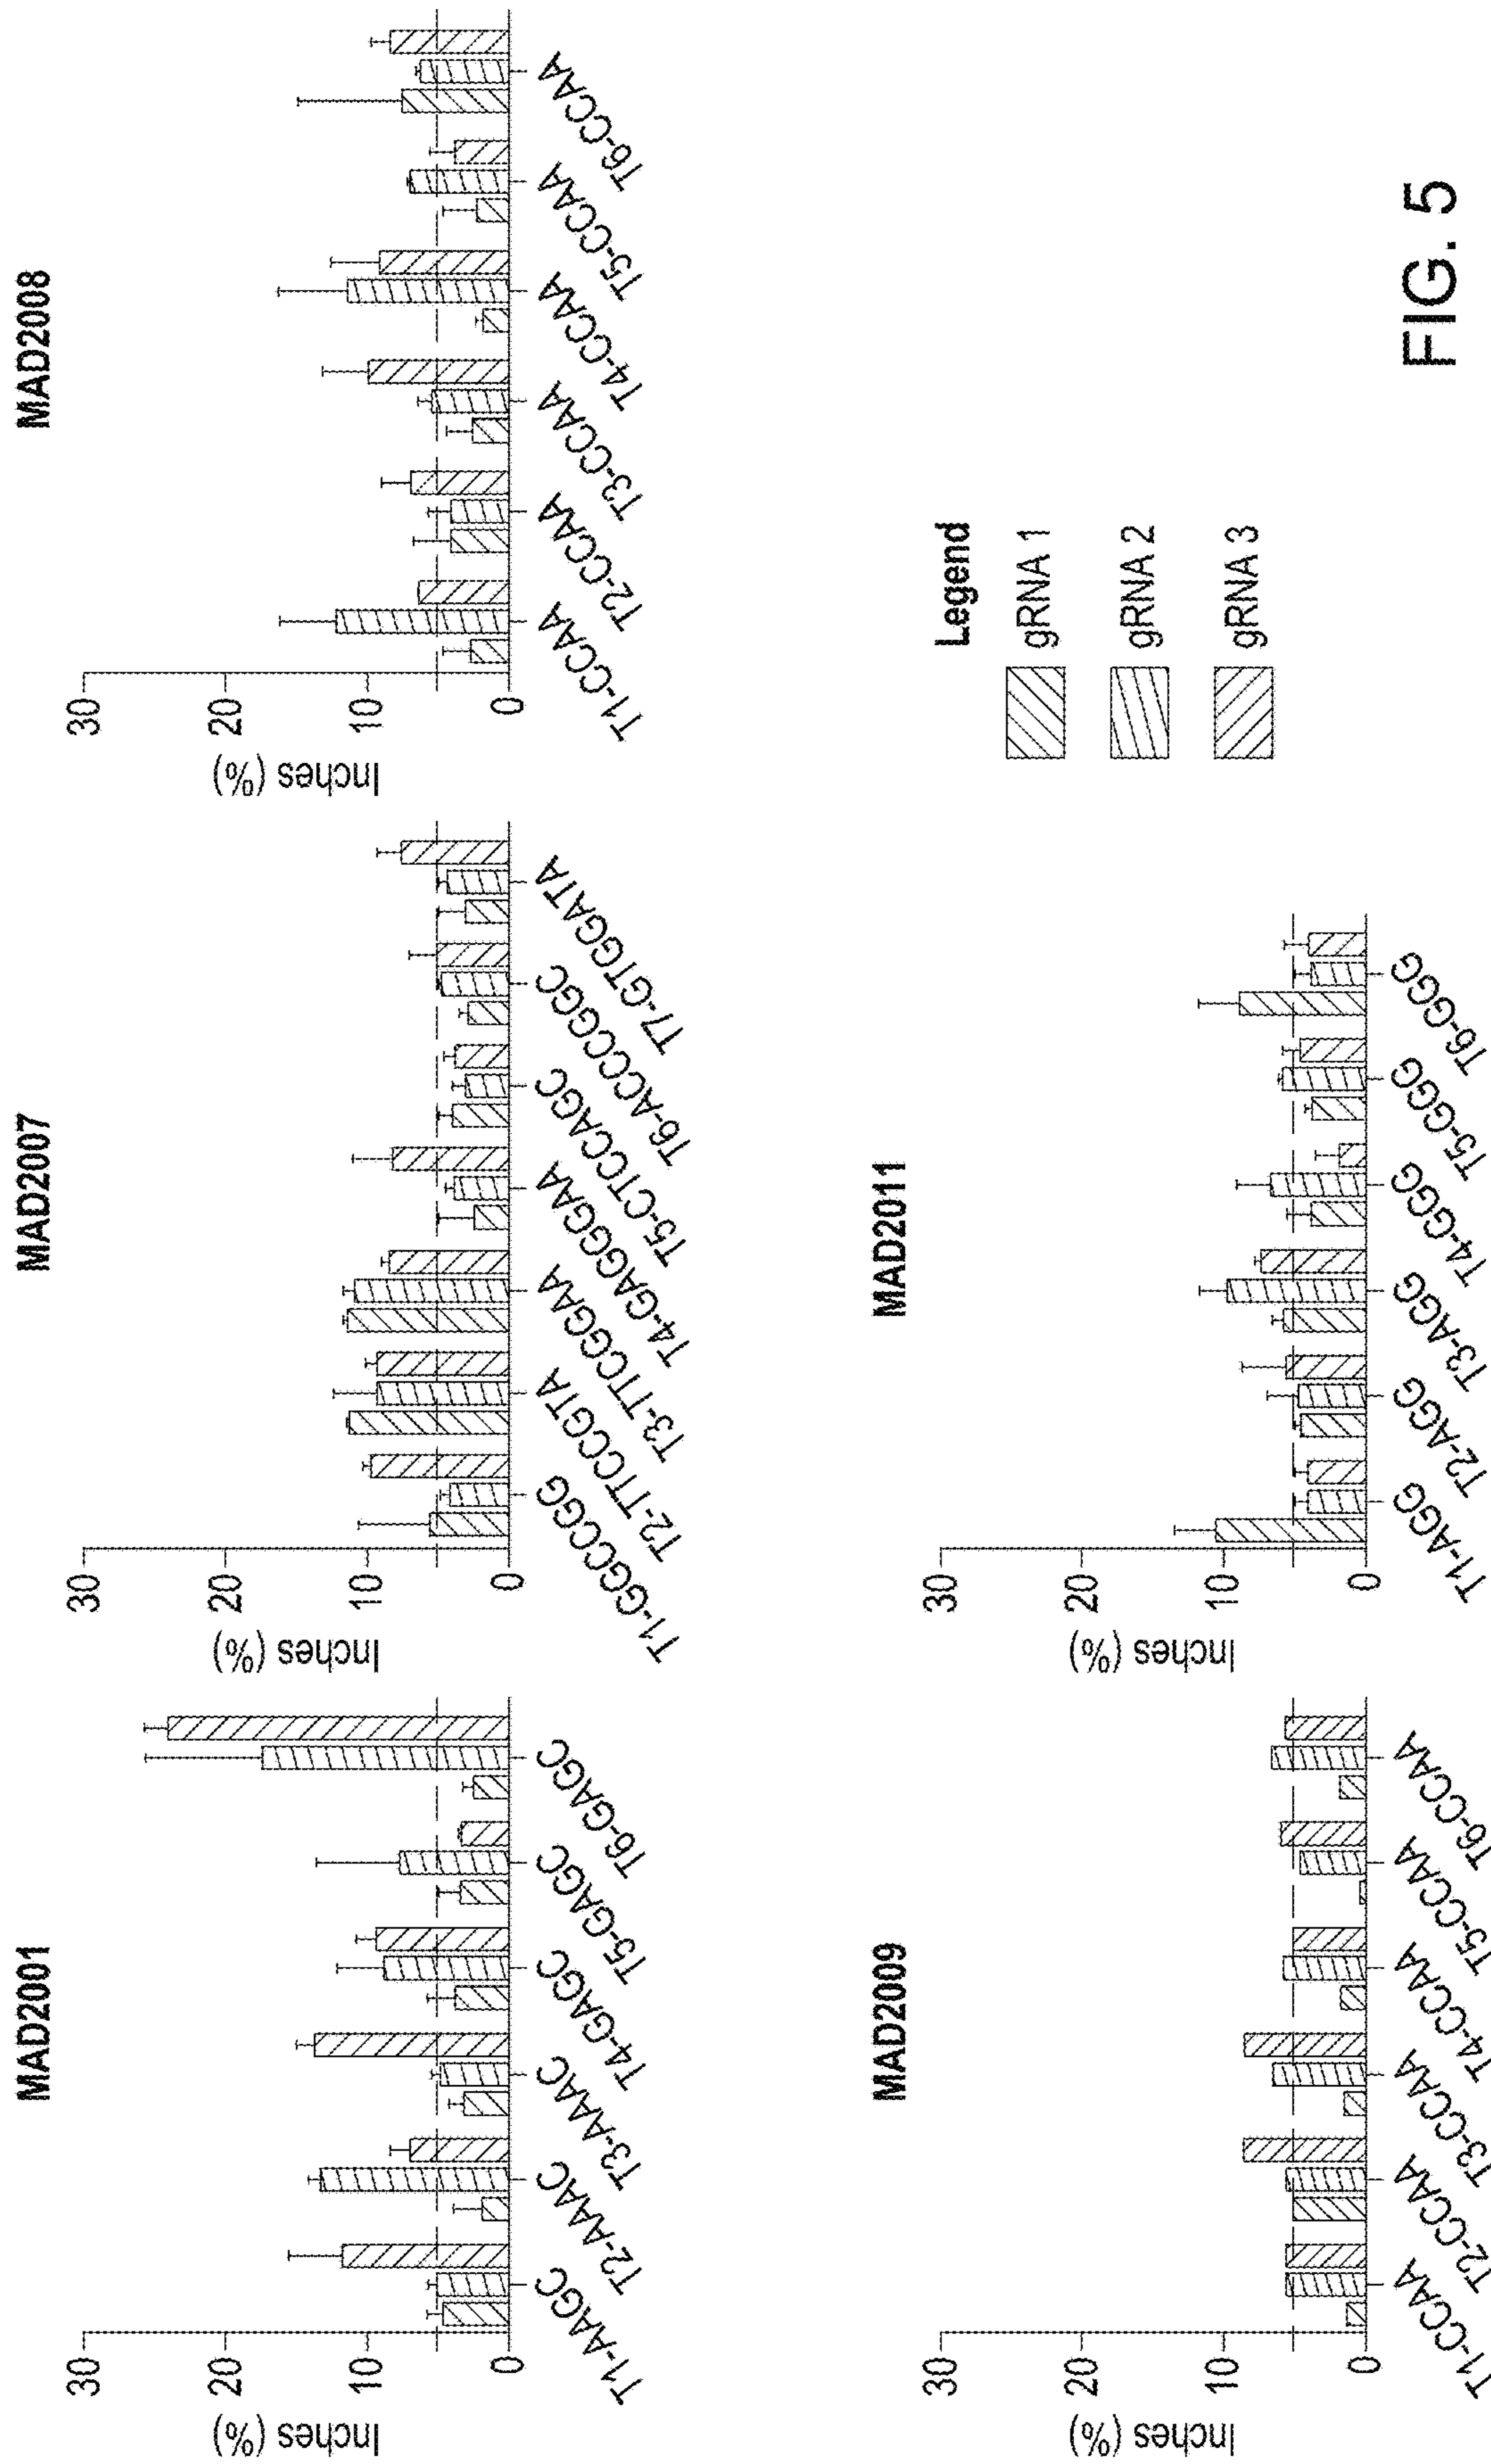 MAD2001
Inches (%)
30
20
10
0
T1-AAGC
T2-AAAC
T3-AAAC
T4-GAGC
T5-GAGC
T6-GAGC
MAD2007
Inches (%)
30
20
10
0
T1-GGCCCGG
T2-TTCCGTA
T3-TTCGGAA
T4-GAGGGAA
T5-CTCCAGC
T6-ACCCGGC
T7-GTGGATA
MAD2008
Inches (%)
30
20
10
0
T1-CCAA
T2-CCAA
T3-CCAA
T4-CCAA
T5-CCAA
T6-CCAA
MAD2009
Inches (%)
30
20
10
0
T1-CCAA
T2-CCAA
T3-CCAA
T4-CCAA
T5-CCAA
T6-CCAA
MAD2011
Inches (%)
30
20
10
0
T1-AGG
T2-AGG
T3-AGG
T4-GGG
T5-GGG
T6-GGG
Legend
gRNA 1
gRNA 2
gRNA 3
FIG. 5